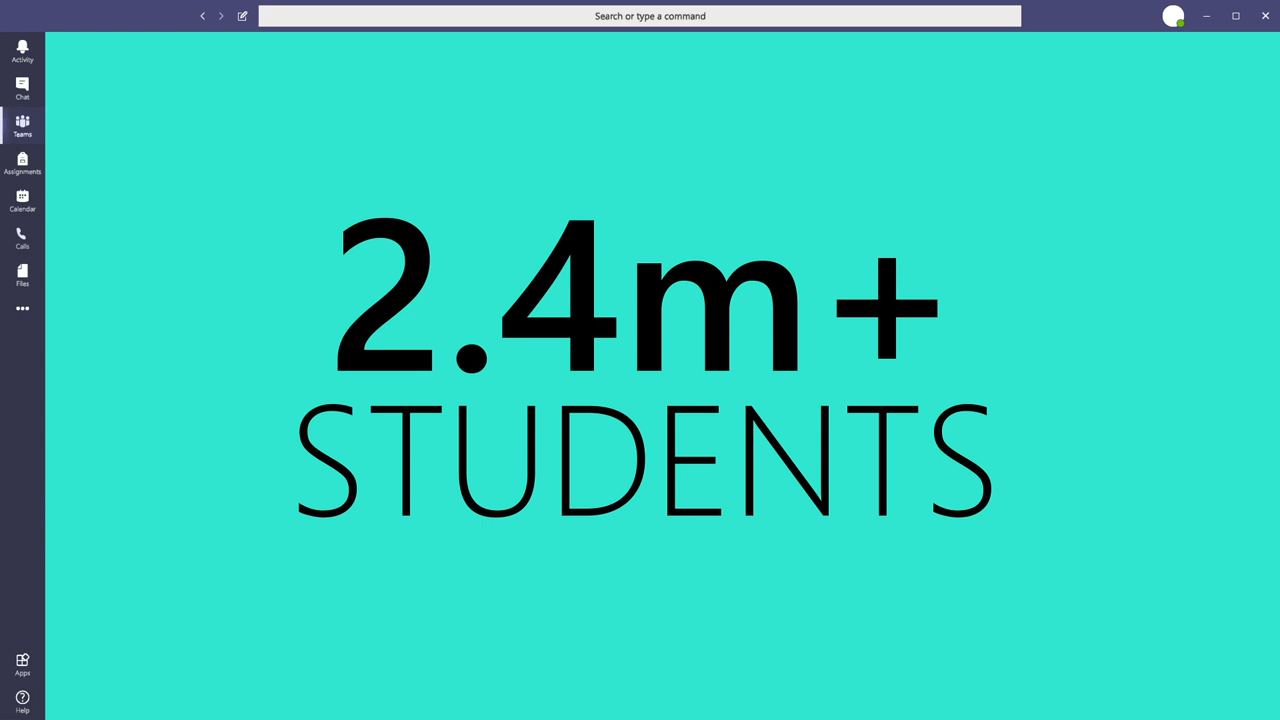 Search or type a command
Activity
Chat
Teams
Assignments
Calendar
Calls
Files
2.4m+
STUDENTS
Apps
Help